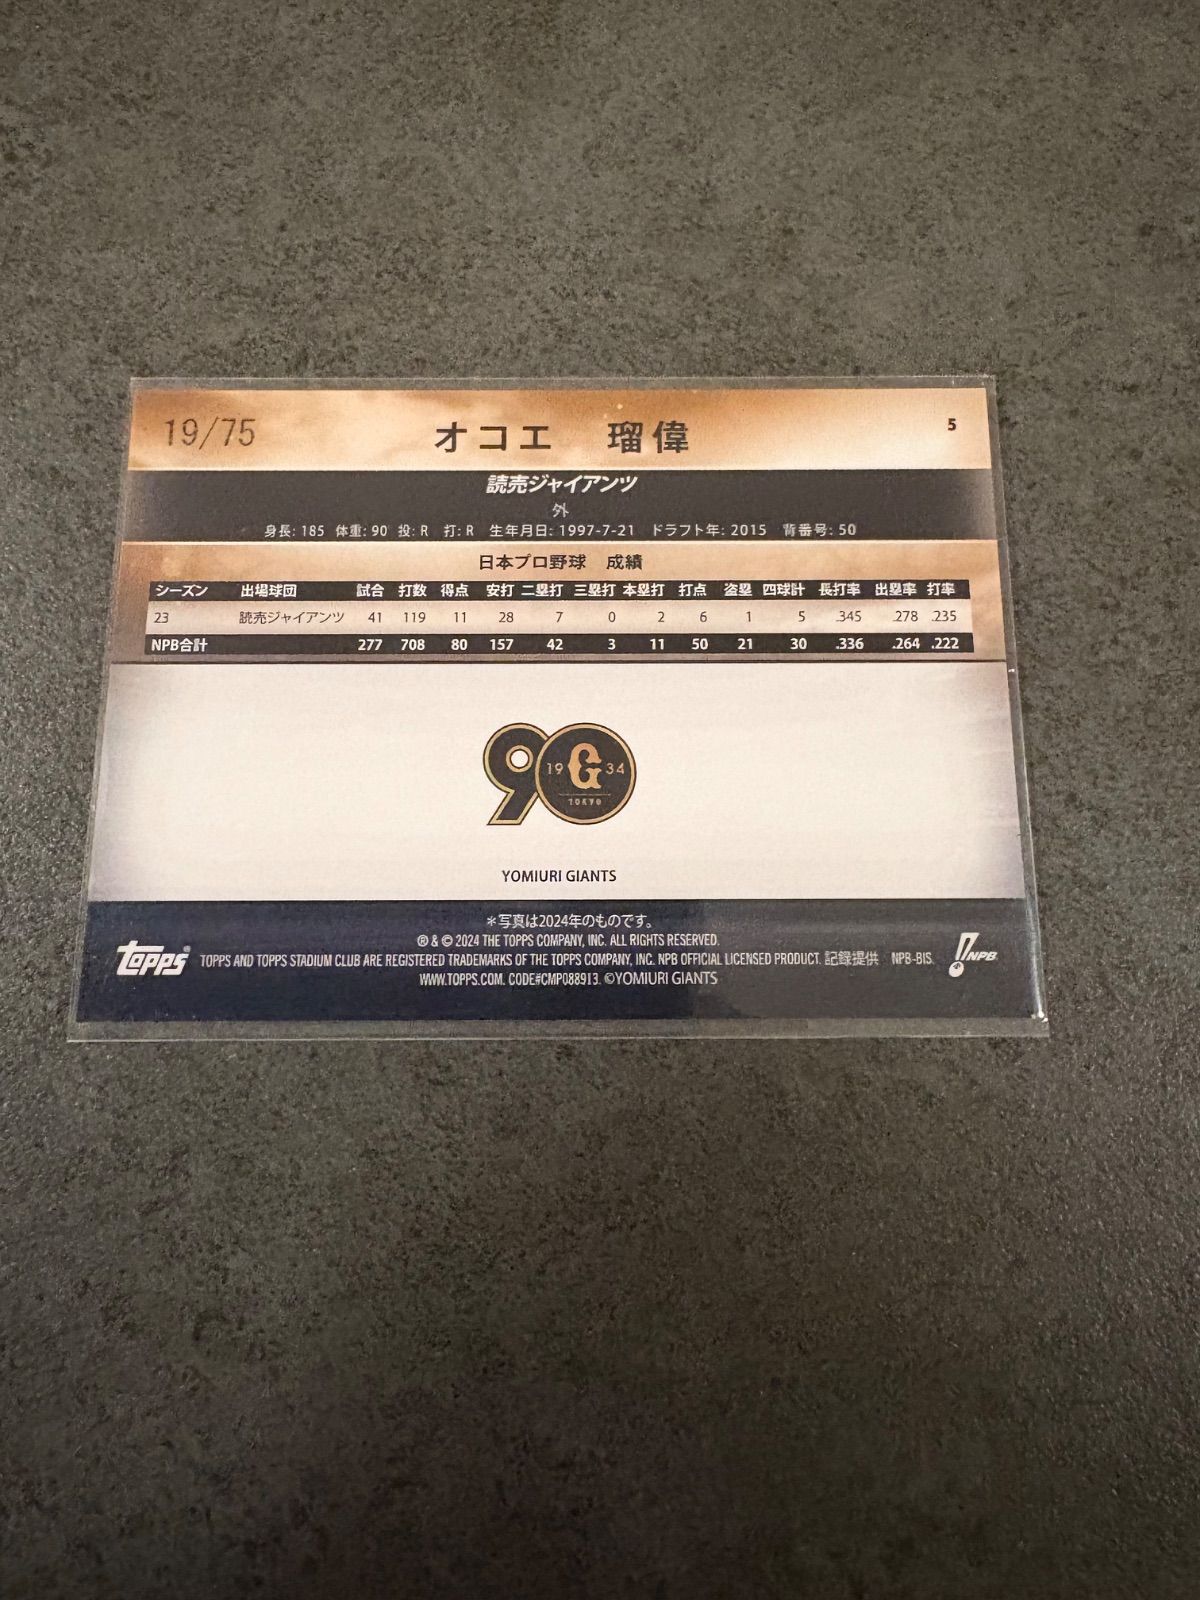 19/75 オコエ 瑠偉 5
読売ジャイアンツ
外
身長: 185 体重: 90 投: R 打: R 生年月日: 1997-7-21 ドラフト年: 2015 背番号: 50
日本プロ野球 成績
シーズン 出場球団 試合 打数 得点 安打 二塁打 三塁打 本塁打 打点 盗塁 四球計 長打率 出塁率 打率
23 読売ジャイアンツ 41 119 11 28 7 0 2 6 1 5 .345 .278 .235
NPB合計 277 708 80 157 42 3 11 50 21 30 .336 .264 .222
90
19 G 34
TOKYO
YOMIURI GIANTS
*写真は2024年のものです。
® & © 2024 THE TOPPS COMPANY, INC. ALL RIGHTS RESERVED.
topps® TOPPS AND TOPPS STADIUM CLUB ARE REGISTERED TRADEMARKS OF THE TOPPS COMPANY, INC. NPB OFFICIAL LICENSED PRODUCT. 記録提供 NPB-BIS. NPB
WWW.TOPPS.COM. CODE#CMP088913. ©YOMIURI GIANTS